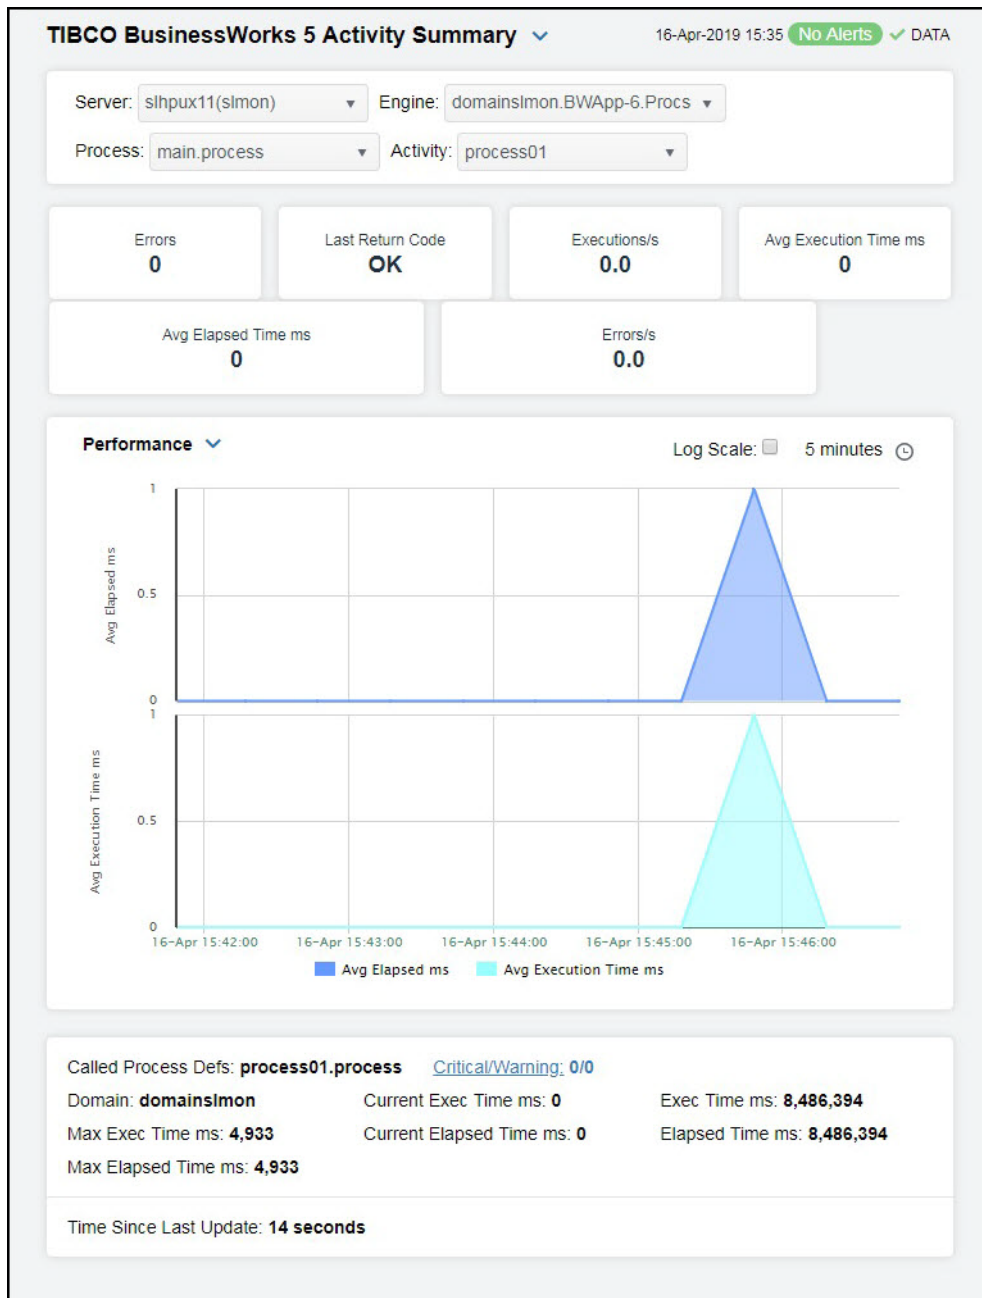 TIBCO BusinessWorks 5 Activity Summary 16-Apr-2019 15:35 No Alerts DATA
Server: slhpux11(slmon) Engine: domainslmon.BWApp-6.Procs
Process: main.process Activity: process01
Errors Last Return Code Executions/s Avg Execution Time ms
0 OK 0.0 0
Avg Elapsed Time ms Errors/s
0 0.0
Performance Log Scale: 5 minutes
1
Avg Elapsed ms
0.5
0
1
Avg Execution Time ms
0.5
0
16-Apr 15:42:00 16-Apr 15:43:00 16-Apr 15:44:00 16-Apr 15:45:00 16-Apr 15:46:00
Avg Elapsed ms Avg Execution Time ms
Called Process Defs: process01.process Critical/Warning: 0/0
Domain: domainslmon Current Exec Time ms: 0 Exec Time ms: 8,486,394
Max Exec Time ms: 4,933 Current Elapsed Time ms: 0 Elapsed Time ms: 8,486,394
Max Elapsed Time ms: 4,933
Time Since Last Update: 14 seconds